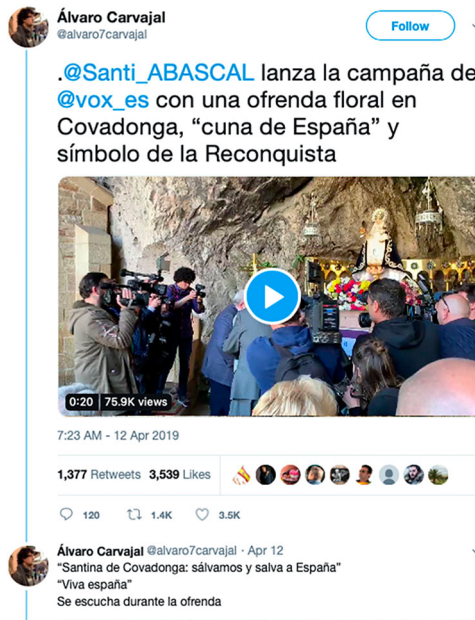 Álvaro Carvajal
@alvaro7carvajal
Follow
.@Santi_ABASCAL lanza la campaña de
@vox_es con una ofrenda floral en
Covadonga, “cuna de España” y
símbolo de la Reconquista
0:20 75.9K views
7:23 AM - 12 Apr 2019
1,377 Retweets 3,539 Likes
120 1.4K 3.5K
Álvaro Carvajal @alvaro7carvajal · Apr 12
“Santina de Covadonga: sálvamos y salva a España”
“Viva españa”
Se escucha durante la ofrenda